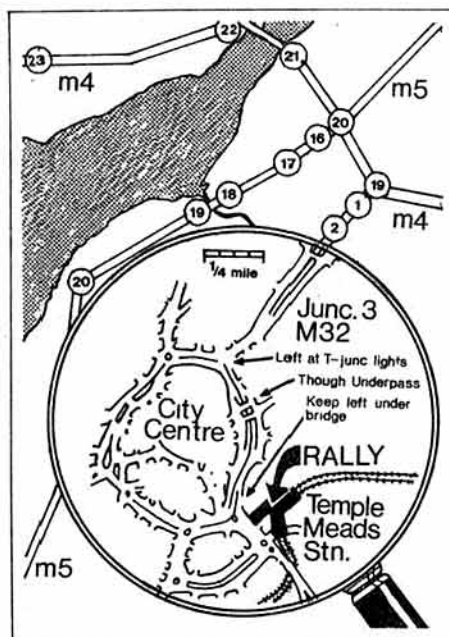 22
23
m4
21
m5
20
16
17
19
18
1
19
2
m4
20
1/4 mile
Junc. 3
M32
Left at T-junc lights
Though Underpass
Keep left under
bridge
City
Centre
RALLY
Temple
Meads
Stn.
m5